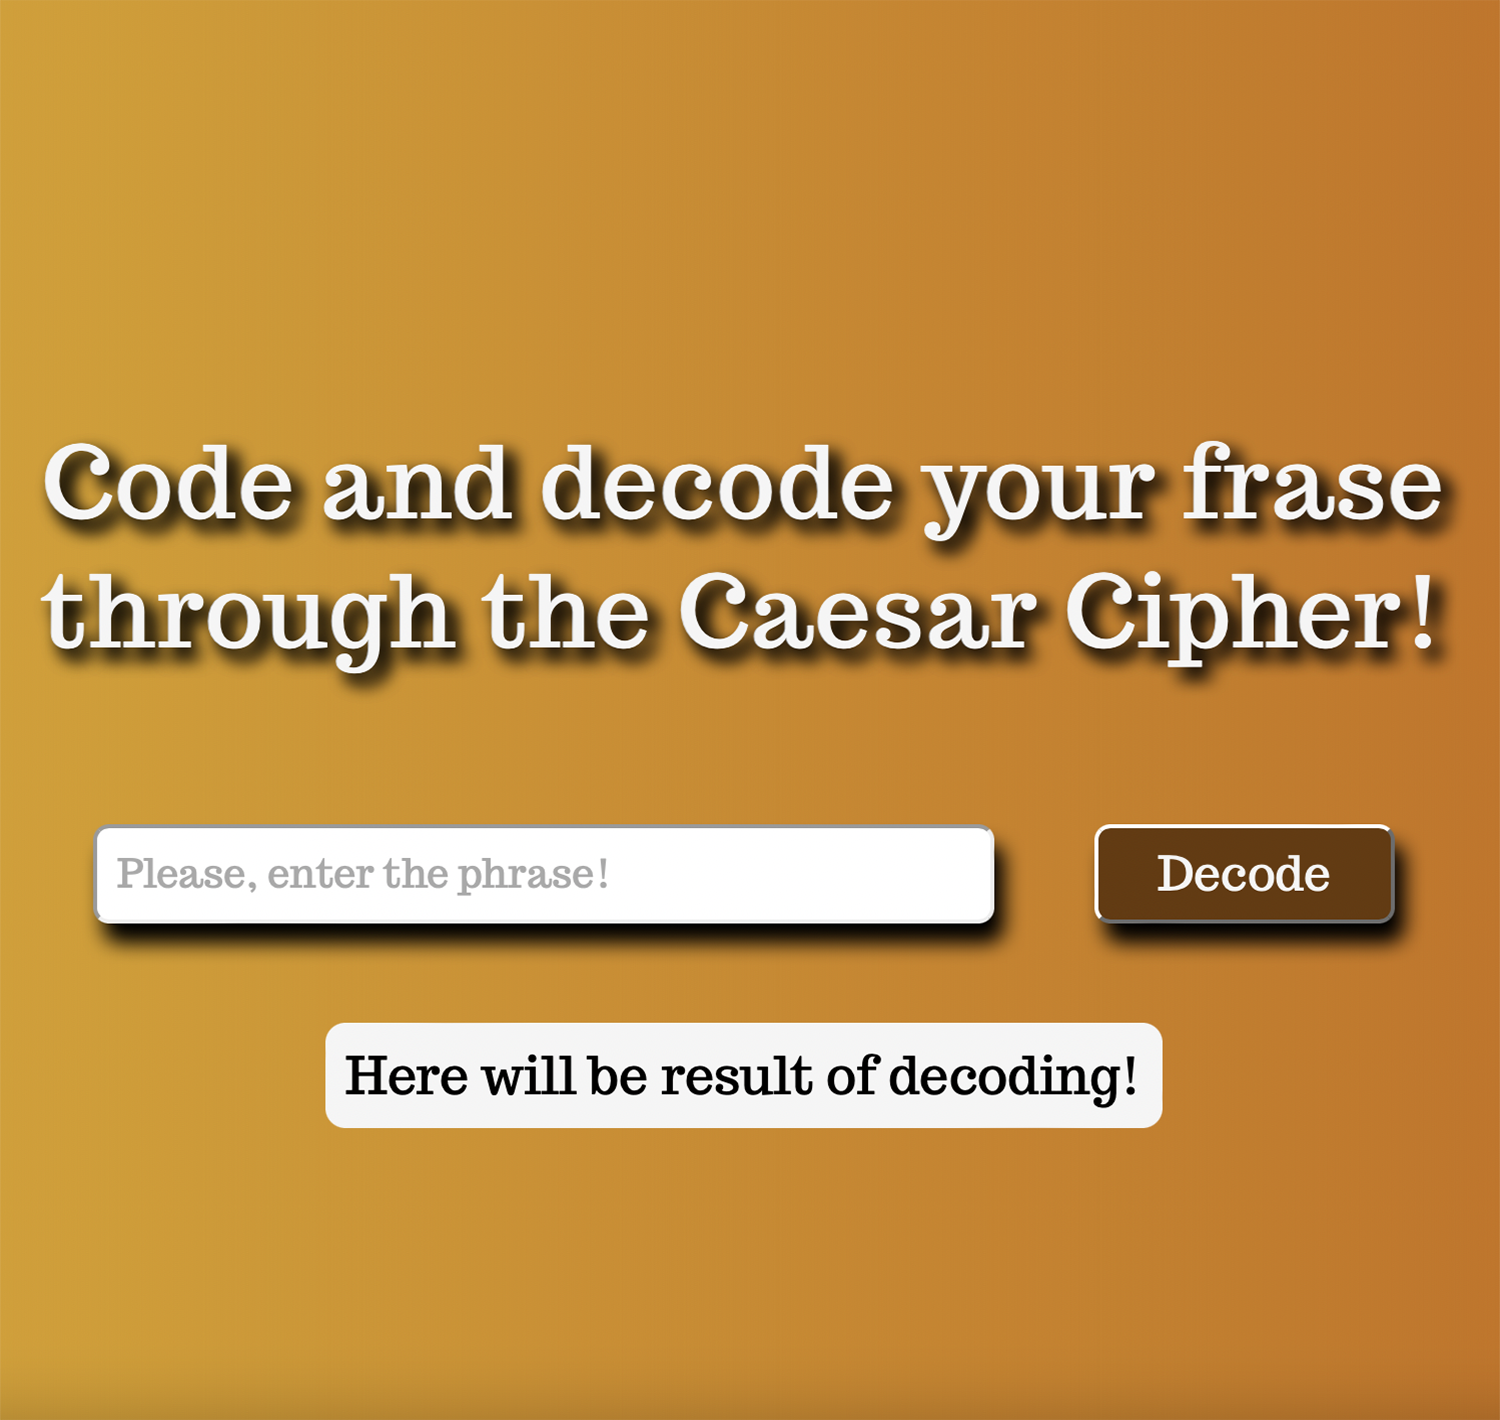 Code and decode your frase
through the Caesar Cipher!
Please, enter the phrase!
Decode
Here will be result of decoding!